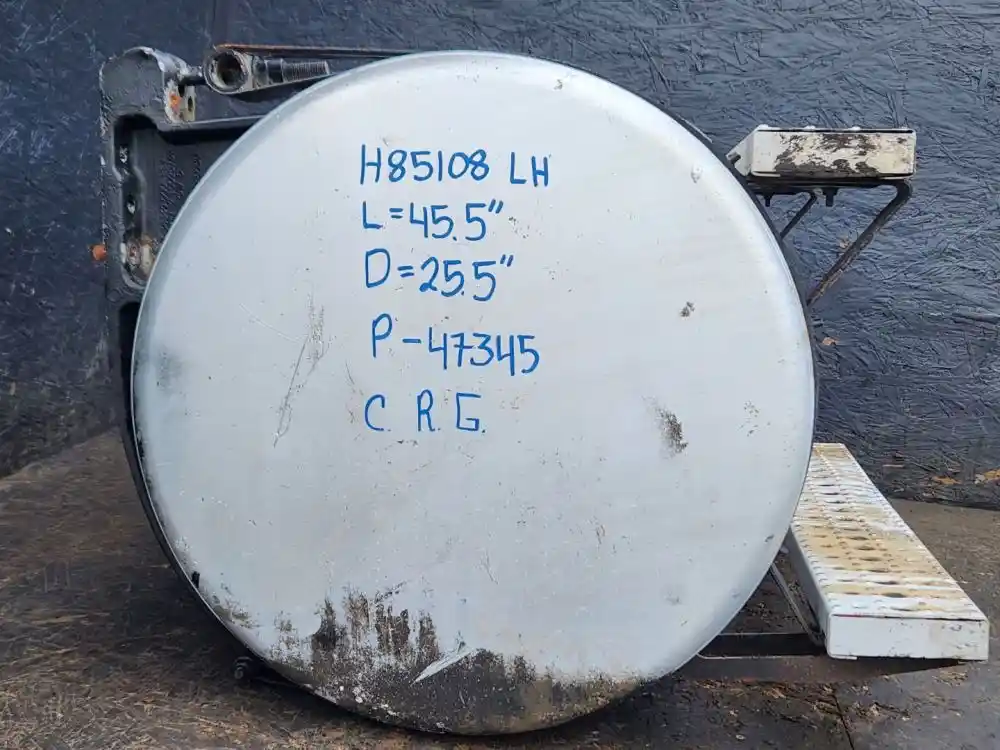 H85108 LH
L=45.5"
D=25.5"
P-47345
C. R. G.